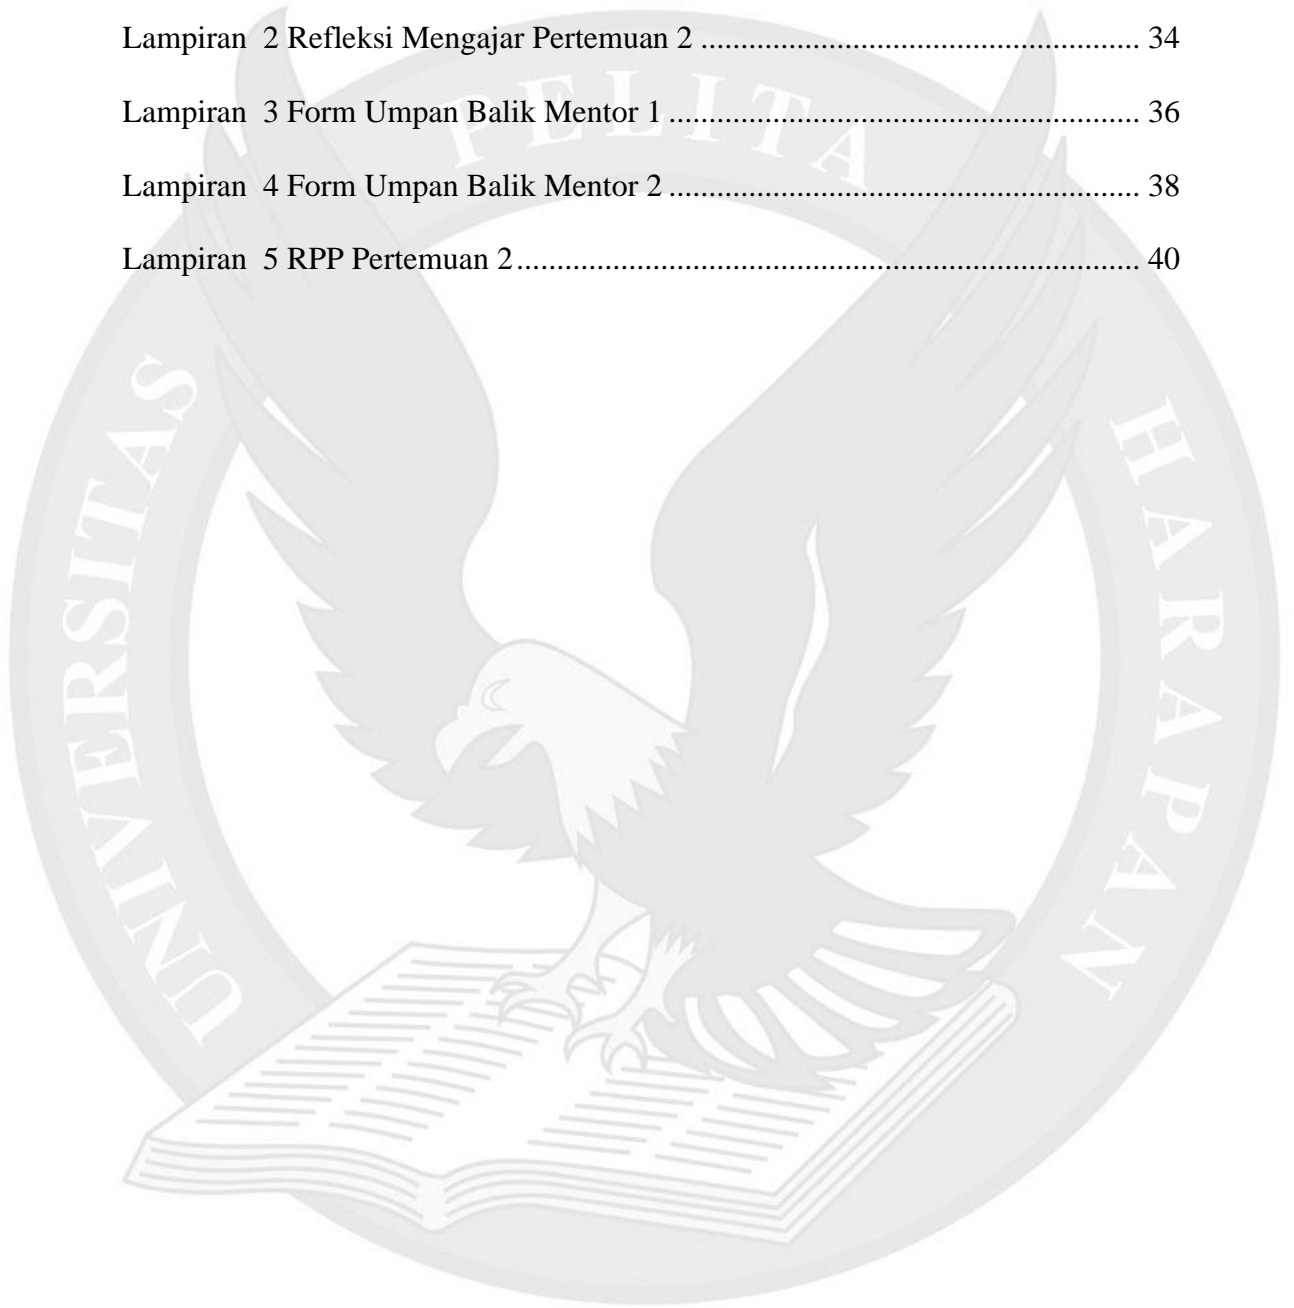 Lampiran  2 Refleksi Mengajar Pertemuan 2 ........................................................ 34
Lampiran  3 Form Umpan Balik Mentor 1 ............................................................ 36
Lampiran  4 Form Umpan Balik Mentor 2 ............................................................ 38
Lampiran  5 RPP Pertemuan 2 ............................................................................... 40
UNIVERSITAS PELITA HARAPAN